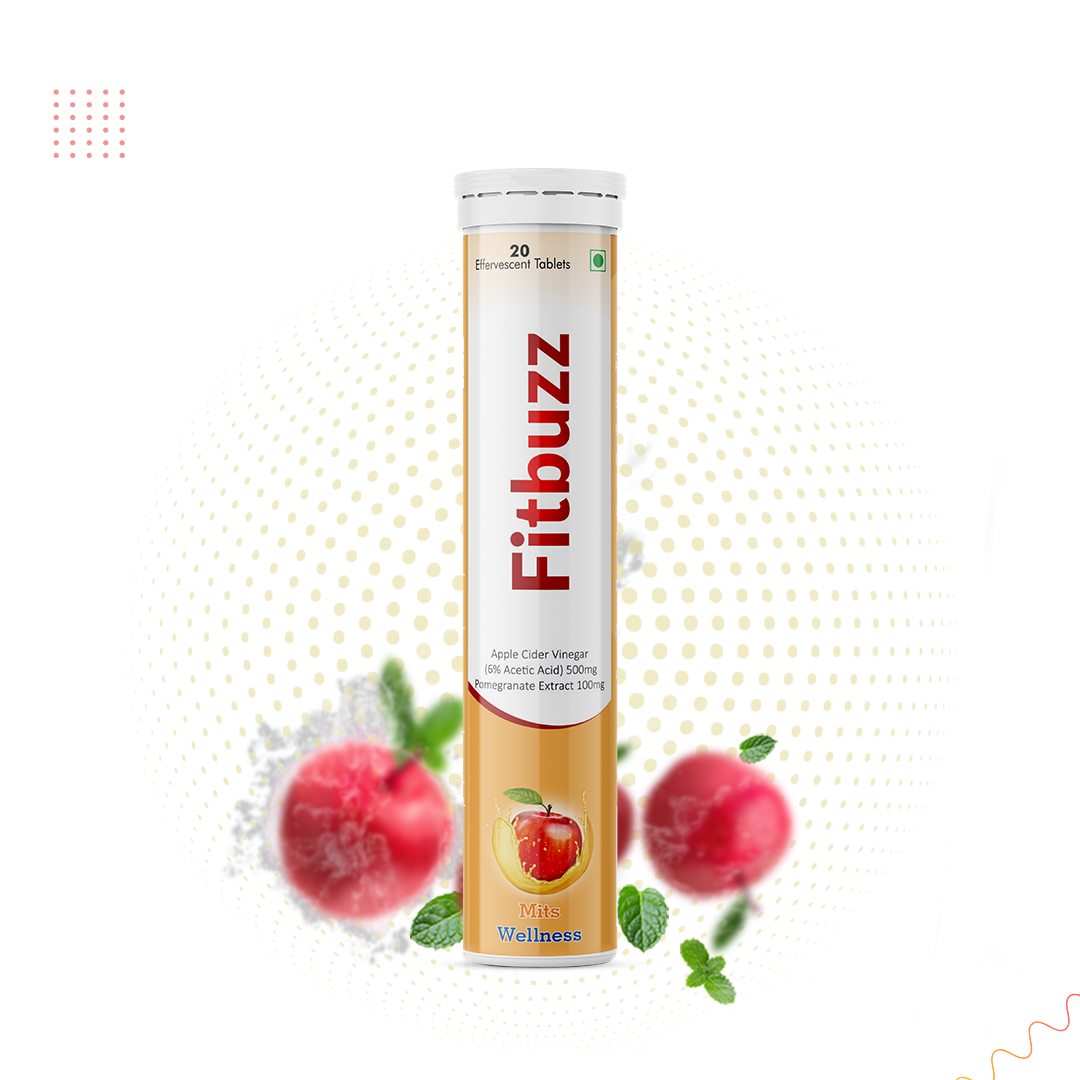 20
Effervescent Tablets
Fitbuzz
Apple Cider Vinegar
(6% Acetic Acid) 500mg
Pomegranate Extract 100mg
Mits
Wellness